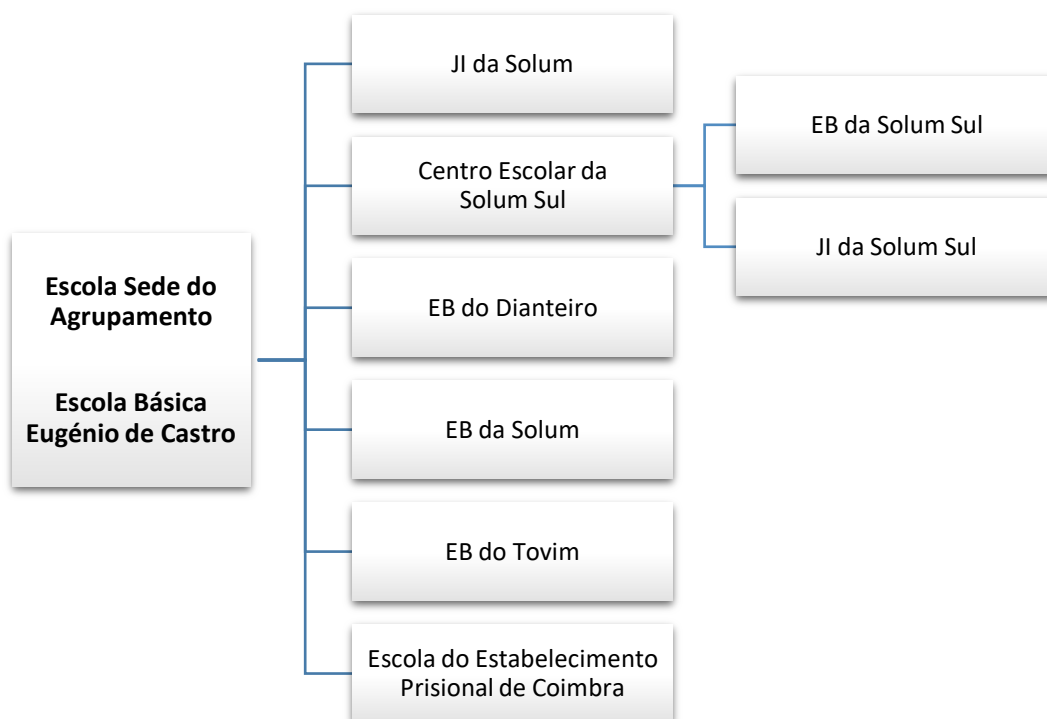 Escola Sede do
Agrupamento
Escola Básica
Eugénio de Castro
JI da Solum
Centro Escolar da
Solum Sul
EB da Solum Sul
JI da Solum Sul
EB do Dianteiro
EB da Solum
EB do Tovim
Escola do Estabelecimento
Prisional de Coimbra